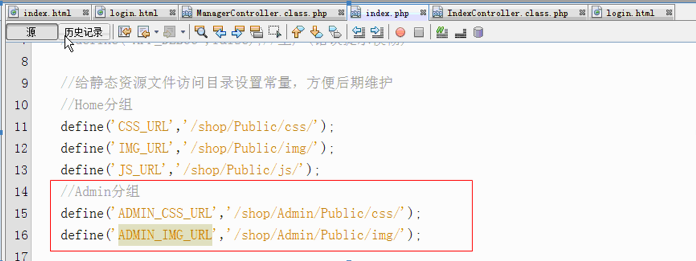 index.html login.html ManagerController.class.php index.php IndexController.class.php login.html
源 历史记录
9 //给静态资源文件访问目录设置常量，方便后期维护
10 //Home分组
11 define('CSS_URL','/shop/Public/css/');
12 define('IMG_URL','/shop/Public/img/');
13 define('JS_URL','/shop/Public/js/');
14 //Admin分组
15 define('ADMIN_CSS_URL','/shop/Admin/Public/css/');
16 define('ADMIN_IMG_URL','/shop/Admin/Public/img/');
17